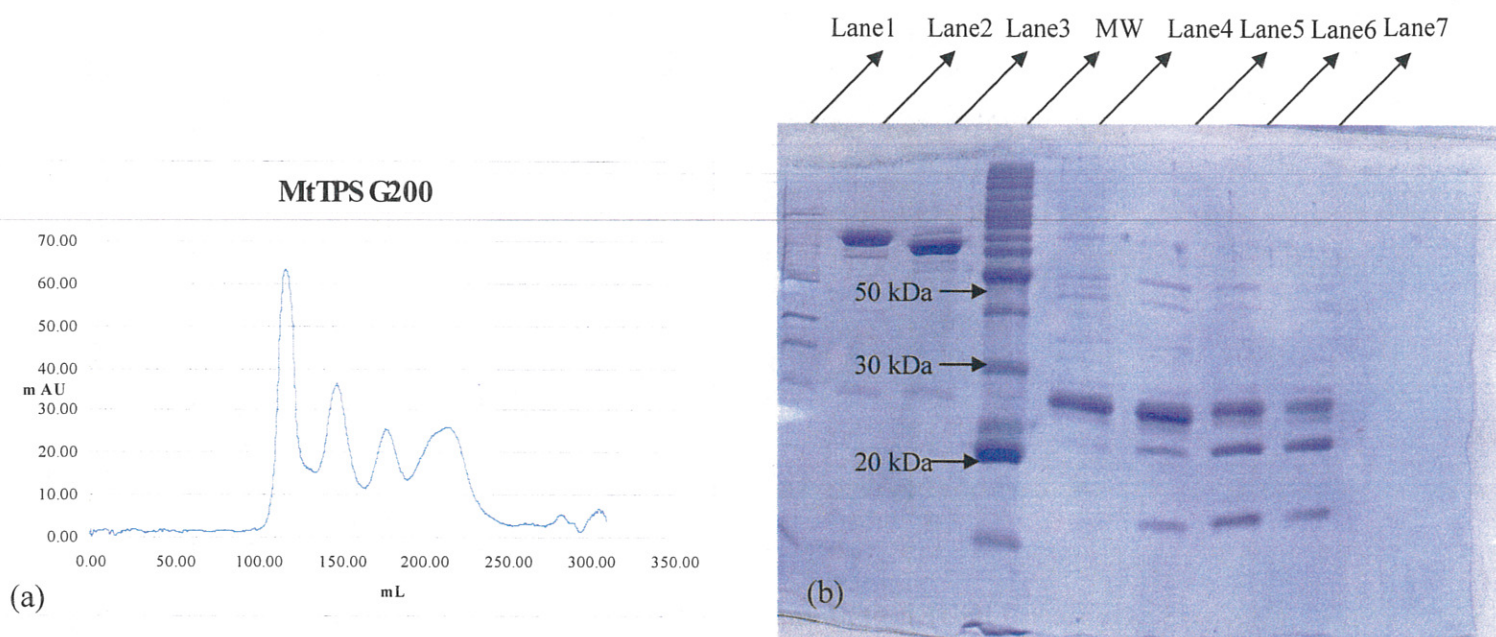 MtTPS G200
70.00
60.00
50.00
40.00
m AU
30.00
20.00
10.00
0.00
0.00 50.00 100.00 150.00 200.00 250.00 300.00 350.00
mL
(a)
Lane1 Lane2 Lane3 MW Lane4 Lane5 Lane6 Lane7
50 kDa
30 kDa
20 kDa
(b)